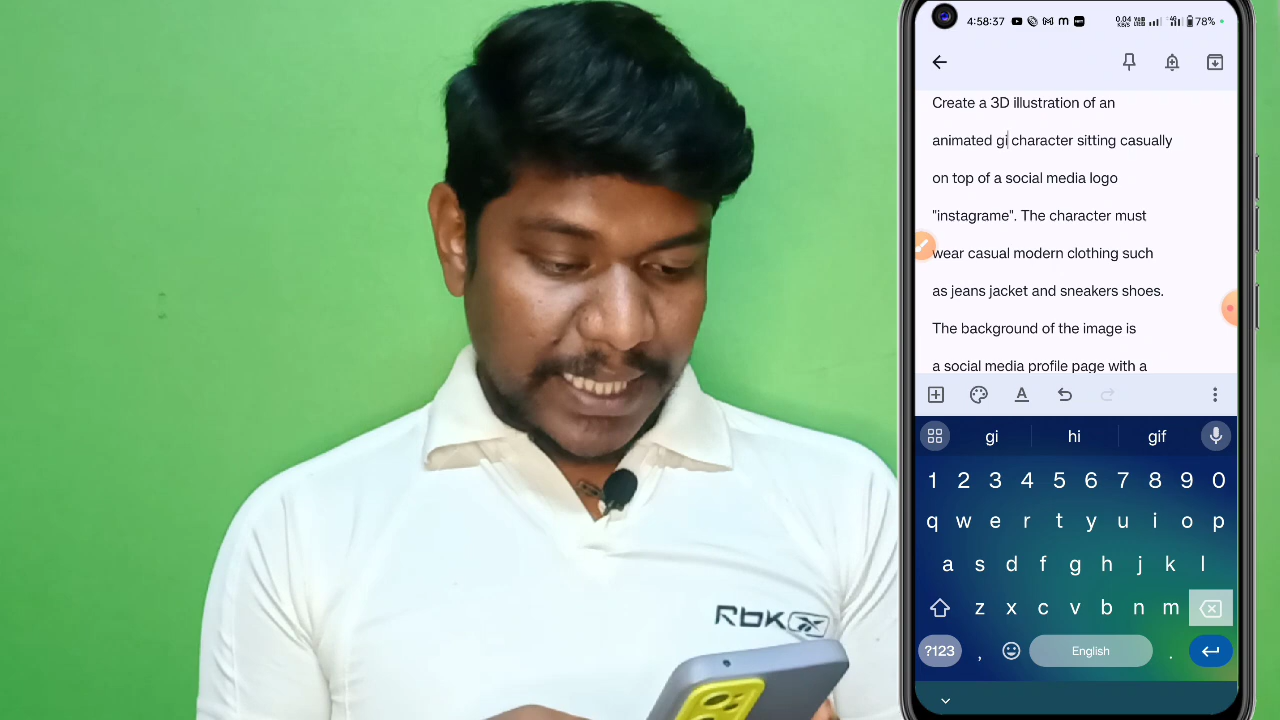 4:58:37
78%
Create a 3D illustration of an
animated gi character sitting casually
on top of a social media logo
"instagrame". The character must
wear casual modern clothing such
as jeans jacket and sneakers shoes.
The background of the image is
a social media profile page with a
gi hi gif
1 2 3 4 5 6 7 8 9 0
q w e r t y u i o p
a s d f g h j k l
z x c v b n m
?123 , English .
Rbk